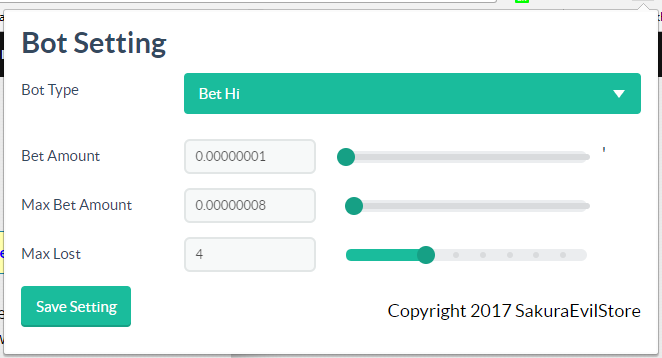 Bot Setting
Bot Type
Bet Hi
Bet Amount
0.00000001
Max Bet Amount
0.00000008
Max Lost
4
Save Setting
Copyright 2017 SakuraEvilStore